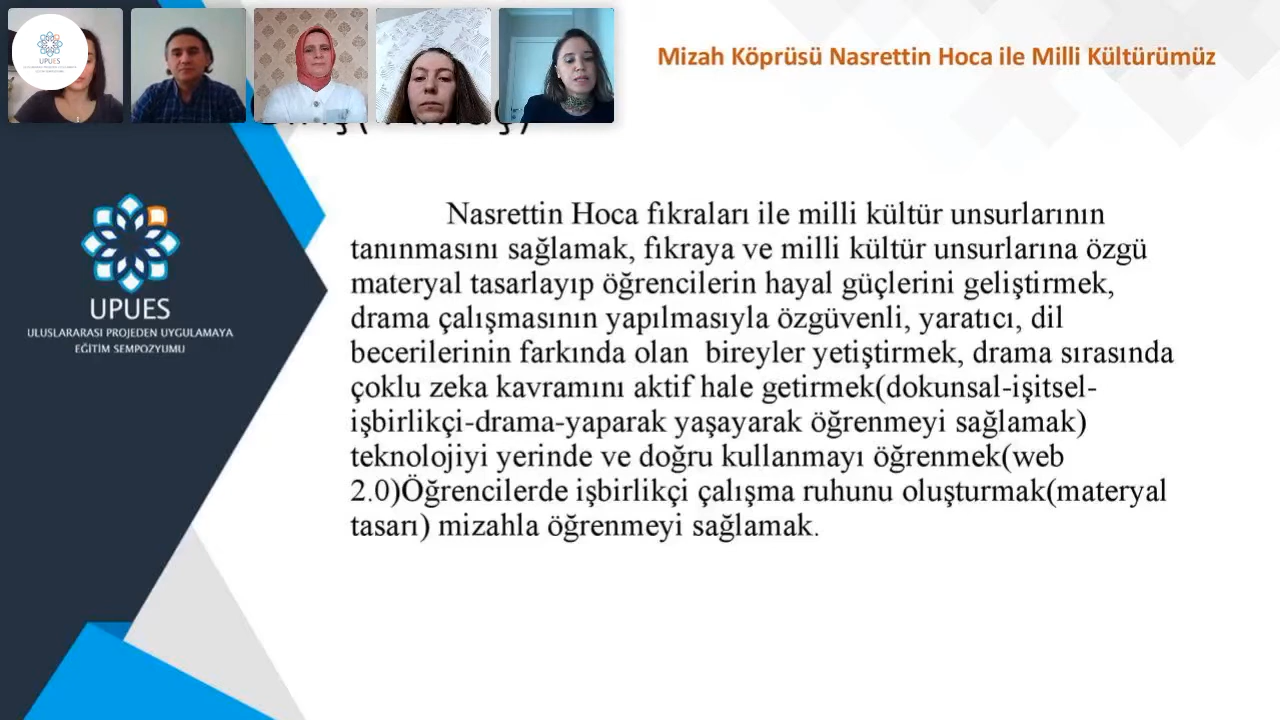 UPUES
Mizah Köprüsü Nasrettin Hoca ile Milli Kültürümüz
Nasrettin Hoca fıkraları ile milli kültür unsurlarının
tanınmasını sağlamak, fıkraya ve milli kültür unsurlarına özgü
materyal tasarlayıp öğrencilerin hayal güçlerini geliştirmek,
drama çalışmasının yapılmasıyla özgüvenli, yaratıcı, dil
becerilerinin farkında olan  bireyler yetiştirmek, drama sırasında
çoklu zeka kavramını aktif hale getirmek(dokunsal-işitsel-
işbirlikçi-drama-yaparak yaşayarak öğrenmeyi sağlamak)
teknolojiyi yerinde ve doğru kullanmayı öğrenmek(web
2.0)Öğrencilerde işbirlikçi çalışma ruhunu oluşturmak(materyal
tasarı) mizahla öğrenmeyi sağlamak.
UPUES
ULUSLARARASI PROJEDEN UYGULAMAYA
EĞİTİM SEMPOZYUMU